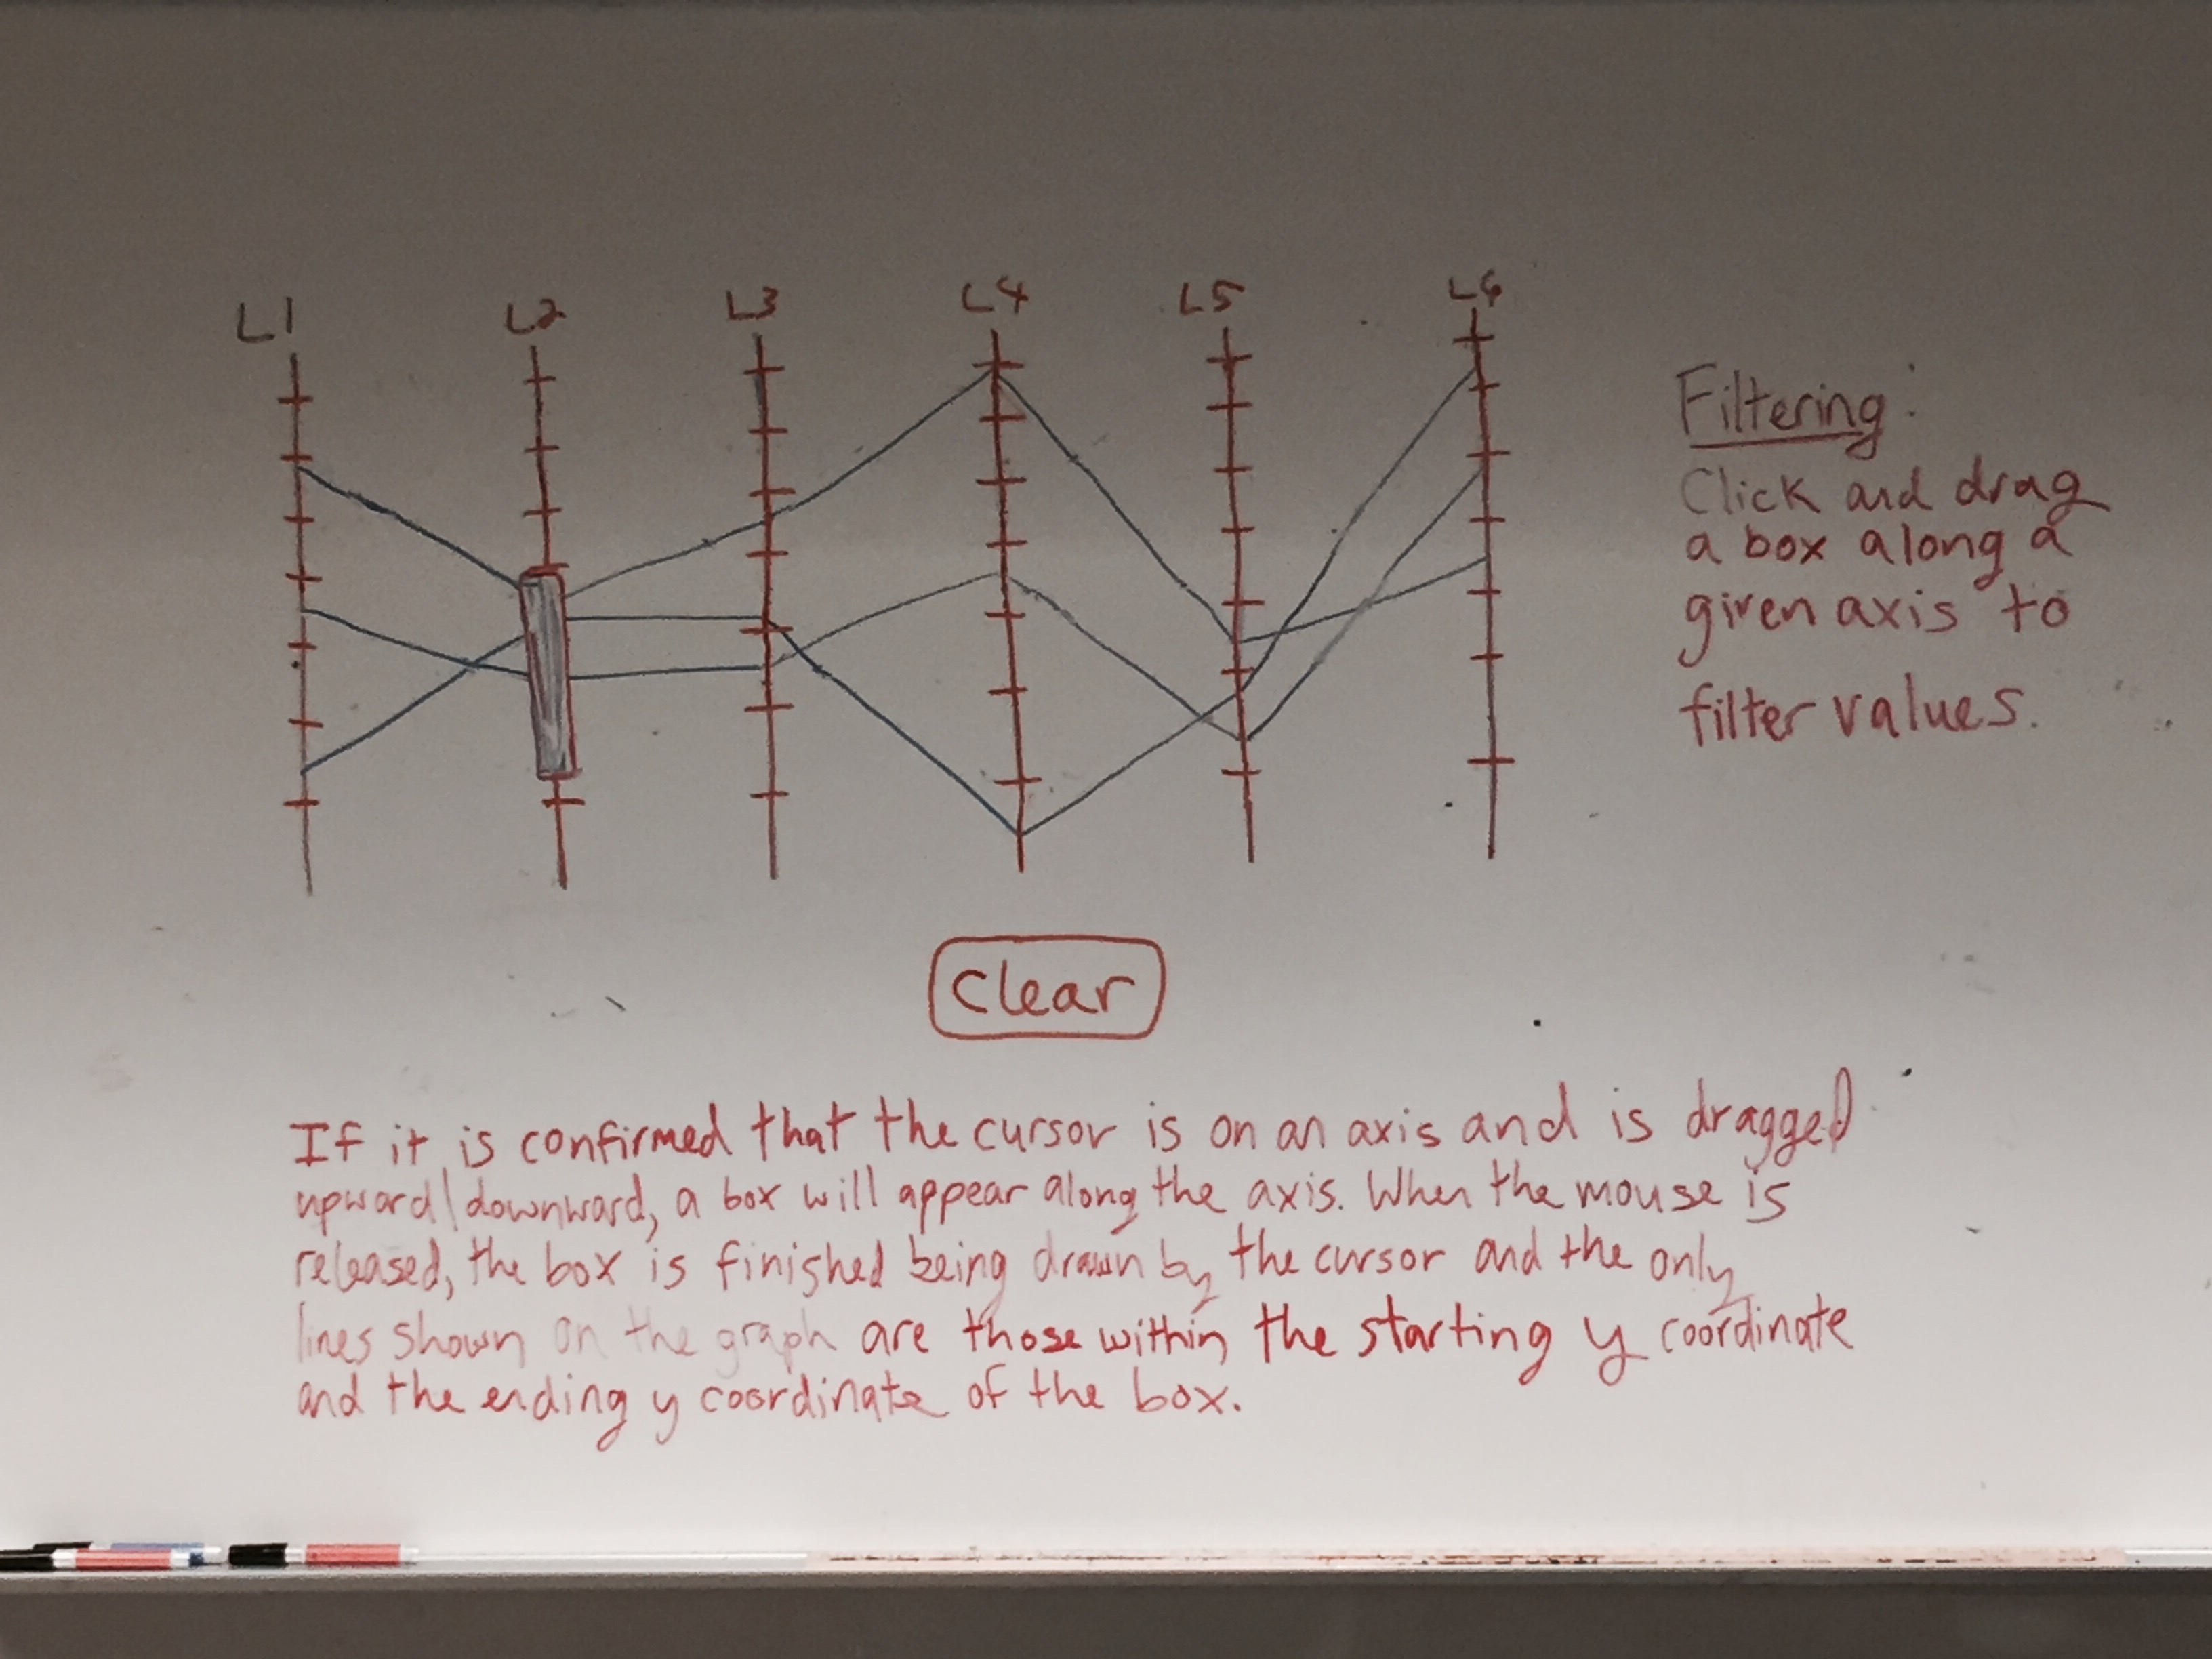 L1 L2 L3 L4 L5 L6
Filtering:
Click and drag
a box along a
given axis to
filter values.
Clear
If it is confirmed that the cursor is on an axis and is dragged
upward/downward, a box will appear along the axis. When the mouse is
released, the box is finished being drawn by the cursor and the only
lines shown on the graph are those within the starting y coordinate
and the ending y coordinate of the box.